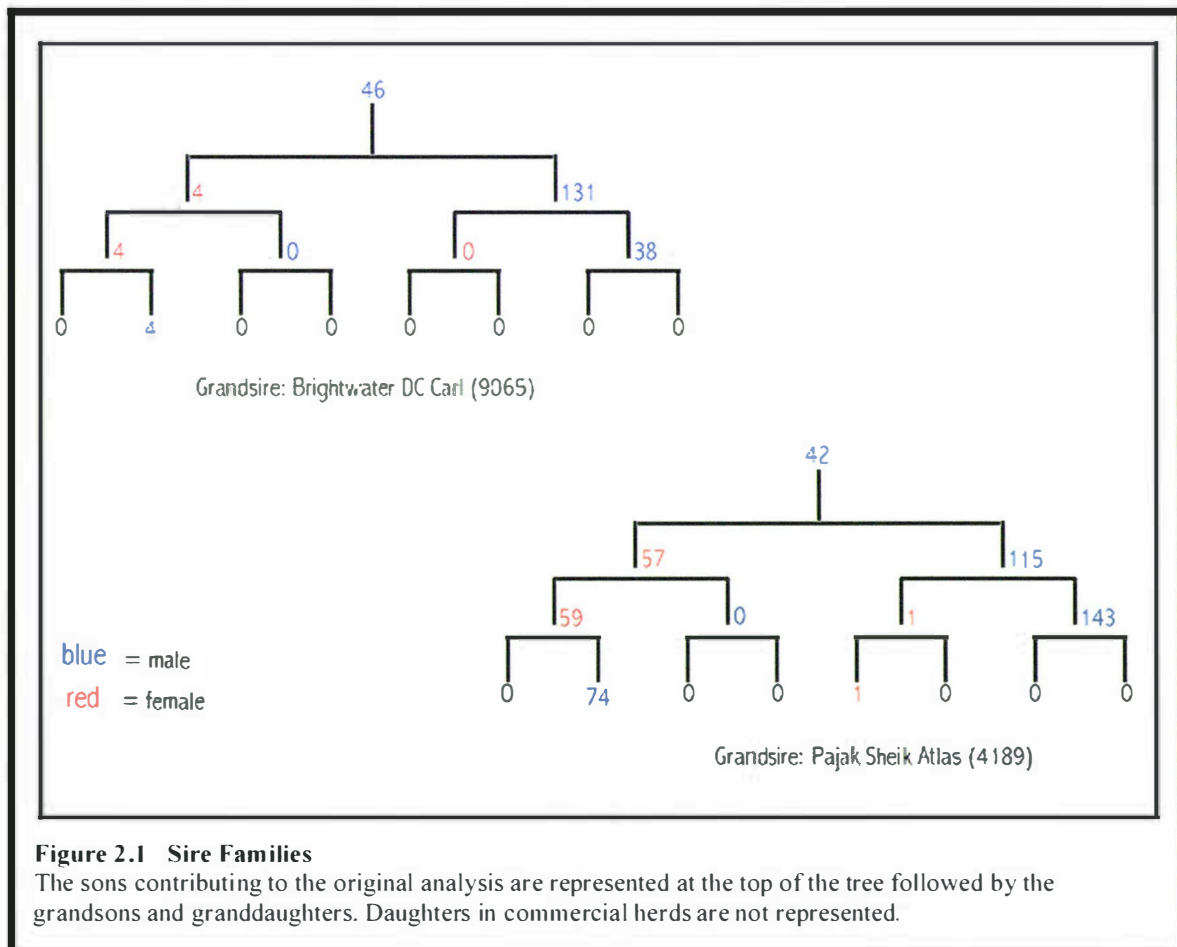 46
4 131
4 0 0 38
0 4 0 0 0 0 0 0
Grandsire: Brightwater DC Carl (9065)
42
57 115
59 0 1 143
0 74 0 0 1 0 0 0
blue = male
red = female
Grandsire: Pajak Sheik Atlas (4189)
Figure 2.1 Sire Families
The sons contributing to the original analysis are represented at the top of the tree followed by the
grandsons and granddaughters. Daughters in commercial herds are not represented.